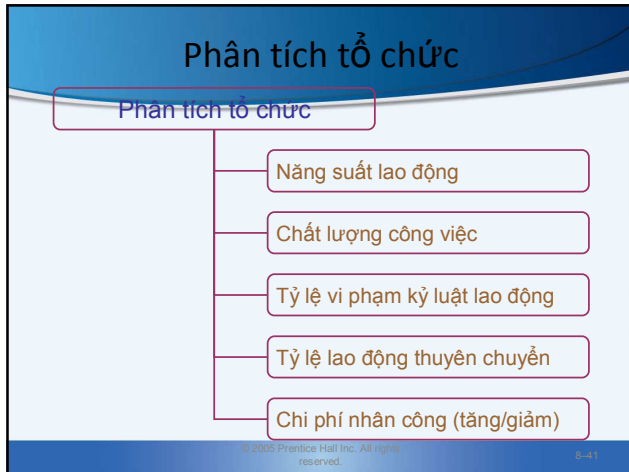 Phân tích tổ chức
Phân tích tổ chức
Năng suất lao động
Chất lượng công việc
Tỷ lệ vi phạm kỷ luật lao động
Tỷ lệ lao động thuyên chuyển
Chi phí nhân công (tăng/giảm)
© 2005 Prentice Hall Inc. All rights
reserved.
8–41